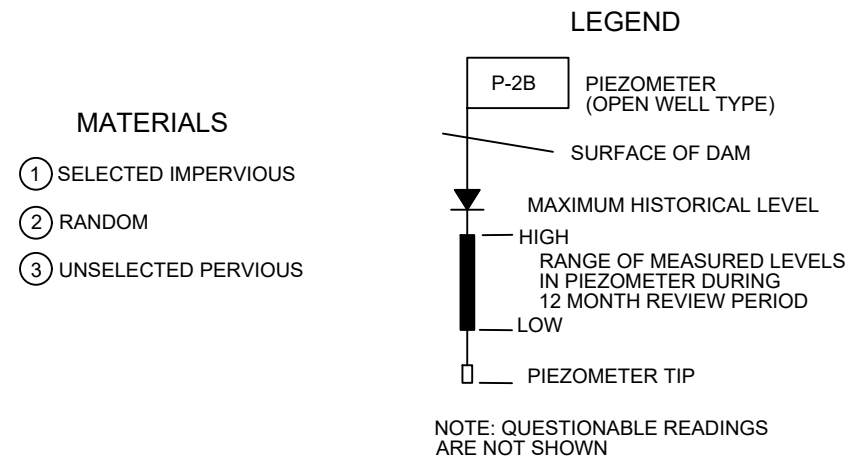 MATERIALS
1 SELECTED IMPERVIOUS
2 RANDOM
3 UNSELECTED PERVIOUS
LEGEND
P-2B
PIEZOMETER
(OPEN WELL TYPE)
SURFACE OF DAM
MAXIMUM HISTORICAL LEVEL
HIGH
RANGE OF MEASURED LEVELS
IN PIEZOMETER DURING
12 MONTH REVIEW PERIOD
LOW
PIEZOMETER TIP
NOTE: QUESTIONABLE READINGS
ARE NOT SHOWN